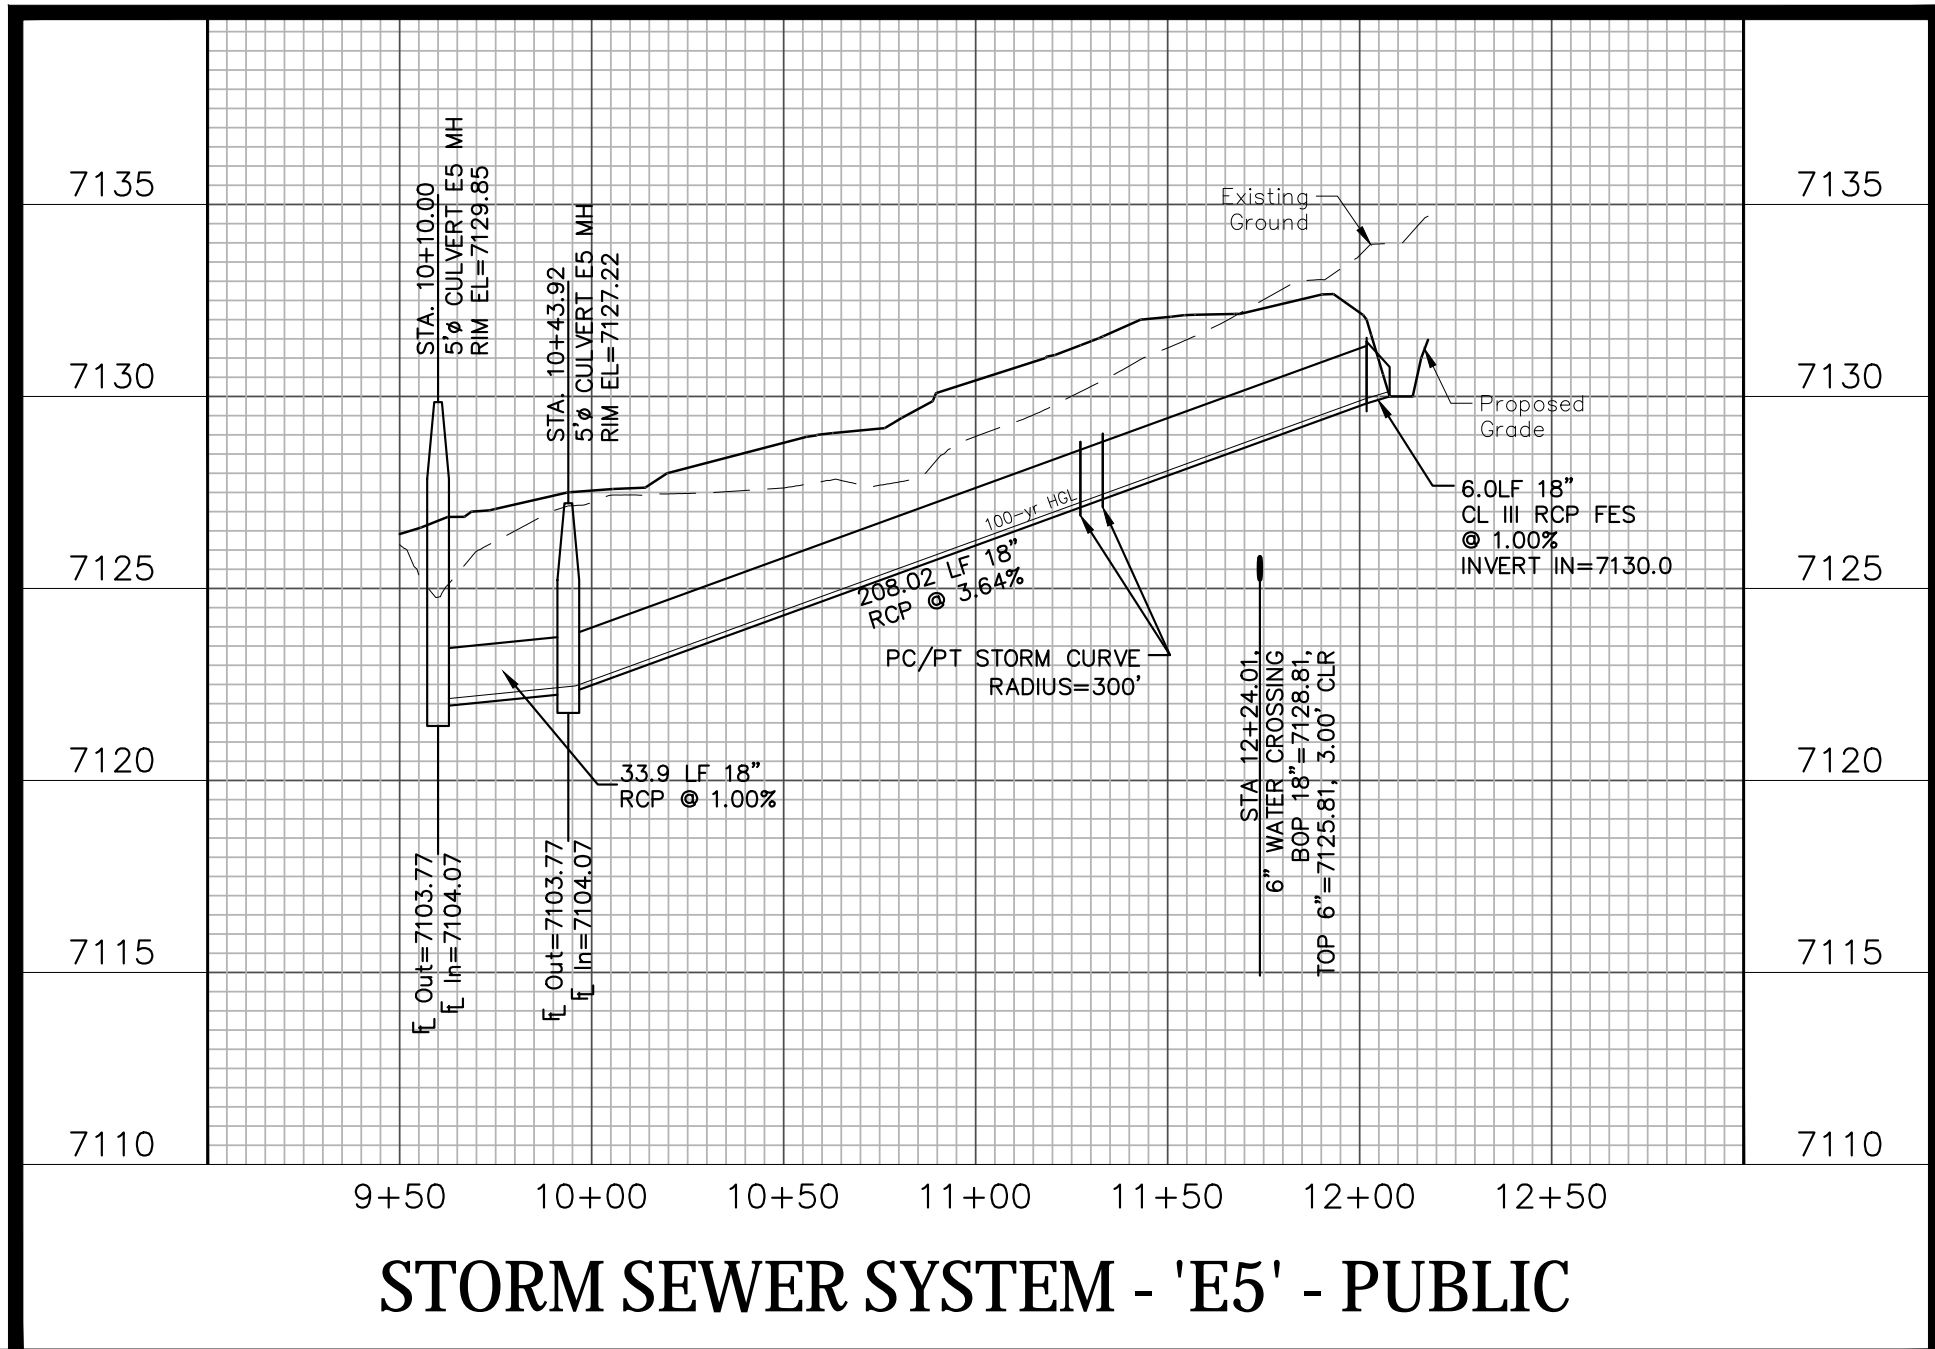 7135
7130
7125
7120
7115
7110
STA. 10+10.00
5'ø CULVERT E5 MH
RIM EL=7129.85
STA. 10+43.92
5'ø CULVERT E5 MH
RIM EL=7127.22
Existing
Ground
Proposed
Grade
6.0LF 18"
CL III RCP FES
@ 1.00%
INVERT IN=7130.0
100-yr HGL
208.02 LF 18"
RCP @ 3.64%
PC/PT STORM CURVE
RADIUS=300'
STA 12+24.01,
6" WATER CROSSING
BOP 18"=7128.81,
TOP 6"=7125.81, 3.00' CLR
33.9 LF 18"
RCP @ 1.00%
FL Out=7103.77
FL In=7104.07
FL Out=7103.77
FL In=7104.07
7135
7130
7125
7120
7115
7110
9+50 10+00 10+50 11+00 11+50 12+00 12+50
STORM SEWER SYSTEM - 'E5' - PUBLIC